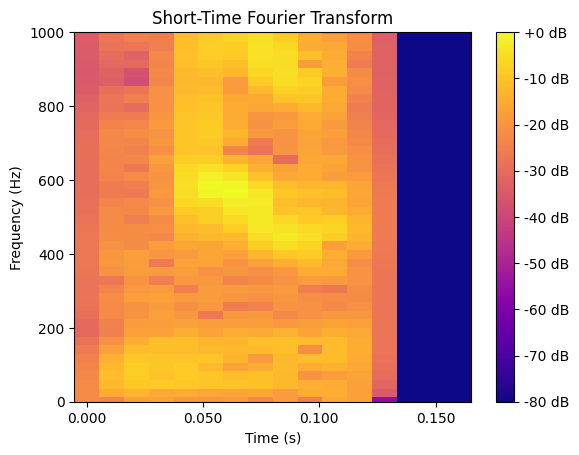 Short-Time Fourier Transform
1000
800
600
400
200
0
Frequency (Hz)
0.000
0.050
0.100
0.150
Time (s)
+0 dB
-10 dB
-20 dB
-30 dB
-40 dB
-50 dB
-60 dB
-70 dB
-80 dB